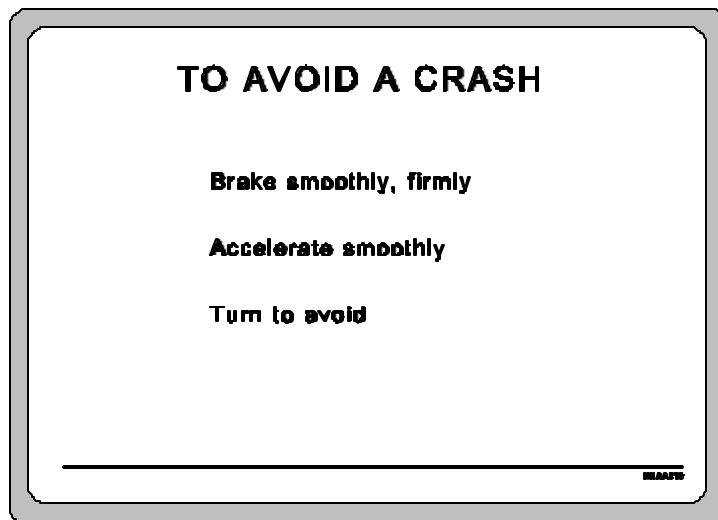 TO AVOID A CRASH
Brake smoothly, firmly
Accelerate smoothly
Turn to avoid